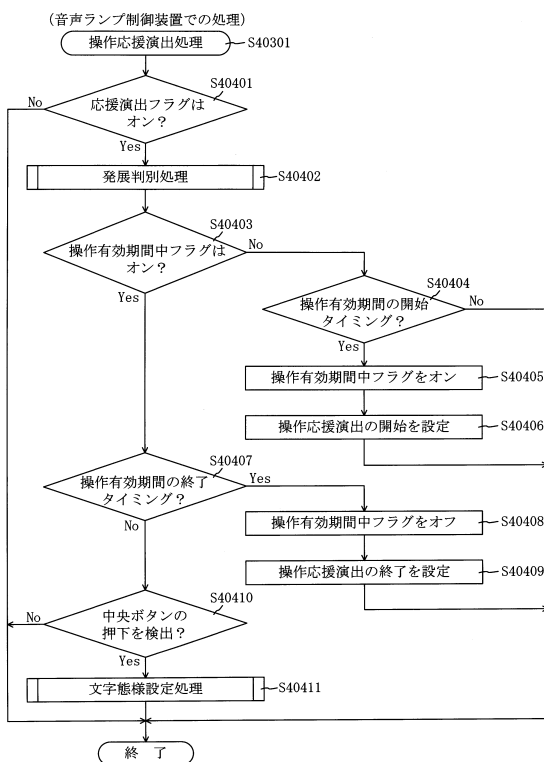 (音声ランプ制御装置での処理)
操作応援演出処理
S40301
S40401
応援演出フラグは
オン?
No
Yes
発展判別処理
S40402
S40403
操作有効期間中フラグは
オン?
No
Yes
S40404
操作有効期間の開始
タイミング?
No
Yes
操作有効期間中フラグをオン
S40405
操作応援演出の開始を設定
S40406
S40407
操作有効期間の終了
タイミング?
Yes
No
操作有効期間中フラグをオフ
S40408
操作応援演出の終了を設定
S40409
S40410
中央ボタンの
押下を検出?
No
Yes
文字態様設定処理
S40411
終 了